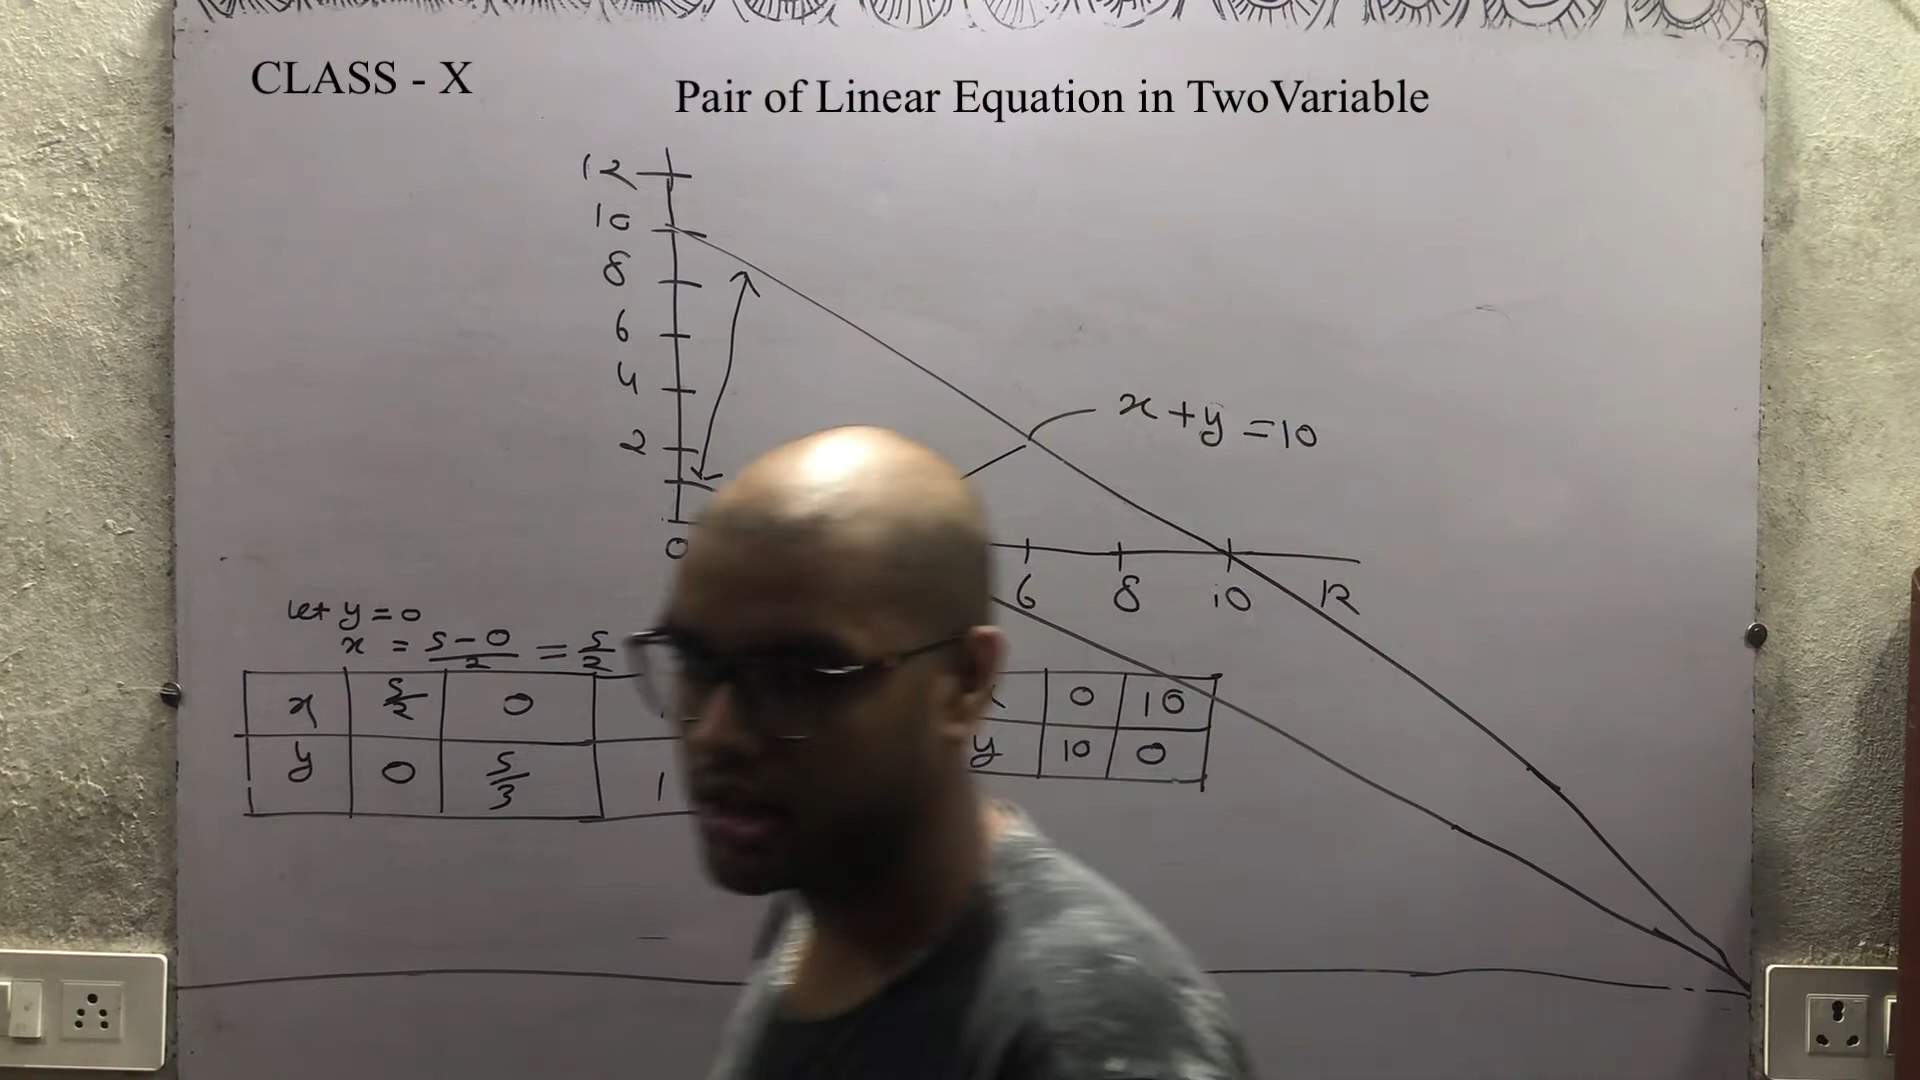 CLASS - X
Pair of Linear Equation in TwoVariable
12
10
8
6
4
2
x + y = 10
0 6 8 10 12
let y = 0
x = 5-0/2 = 5/2
x 5/2 0
y 0 5/3 1
0 10
y 10 0